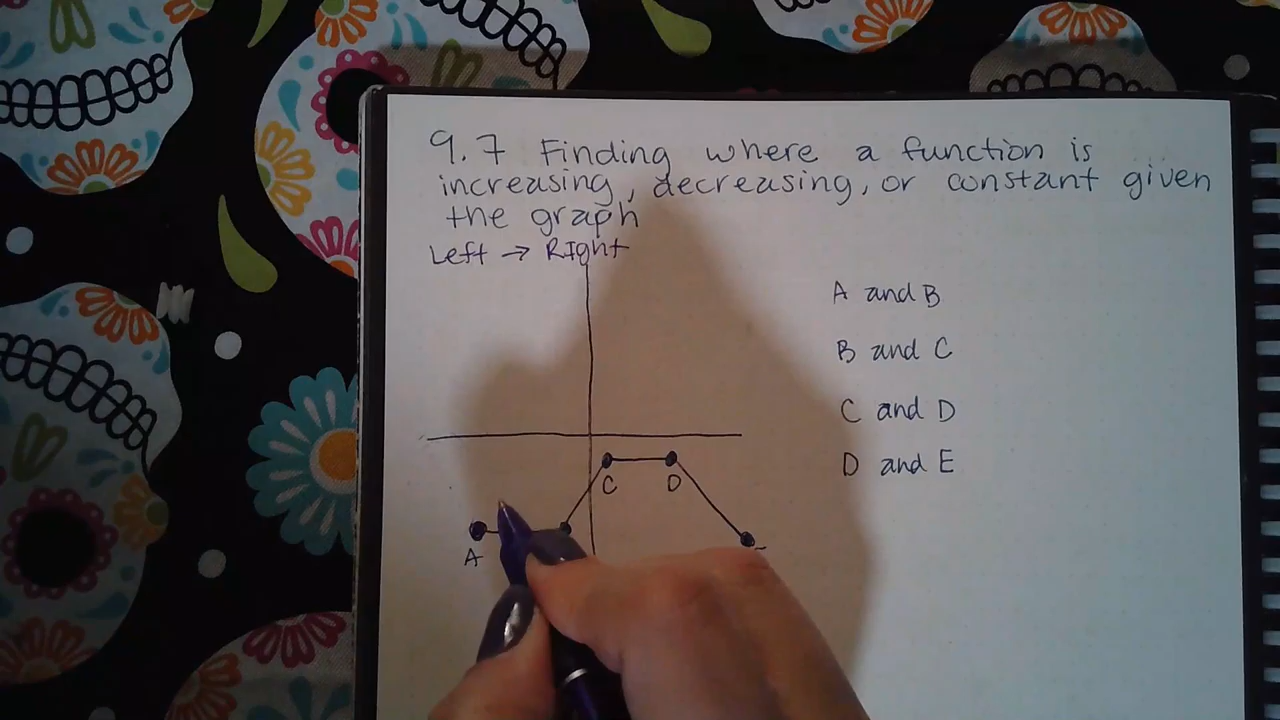 9.7 Finding where a function is
increasing, decreasing, or constant given
the graph
Left → Right
A and B
B and C
C and D
D and E
C D
A